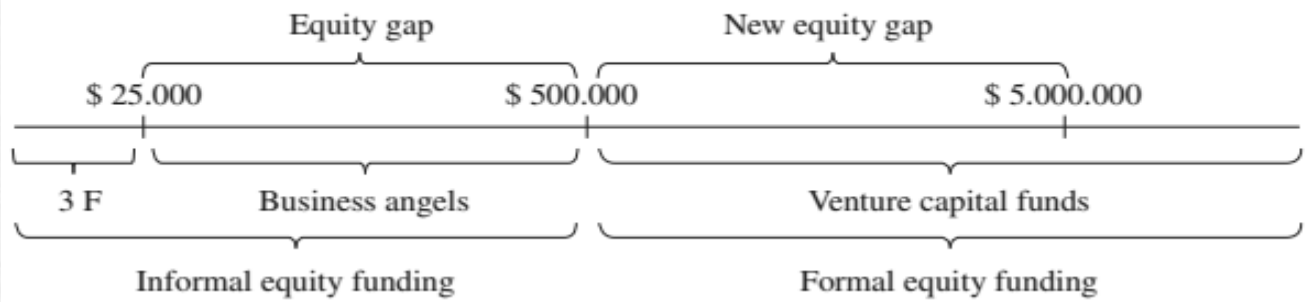 Equity gap New equity gap
$ 25.000 $ 500.000 $ 5.000.000
3 F Business angels Venture capital funds
Informal equity funding Formal equity funding